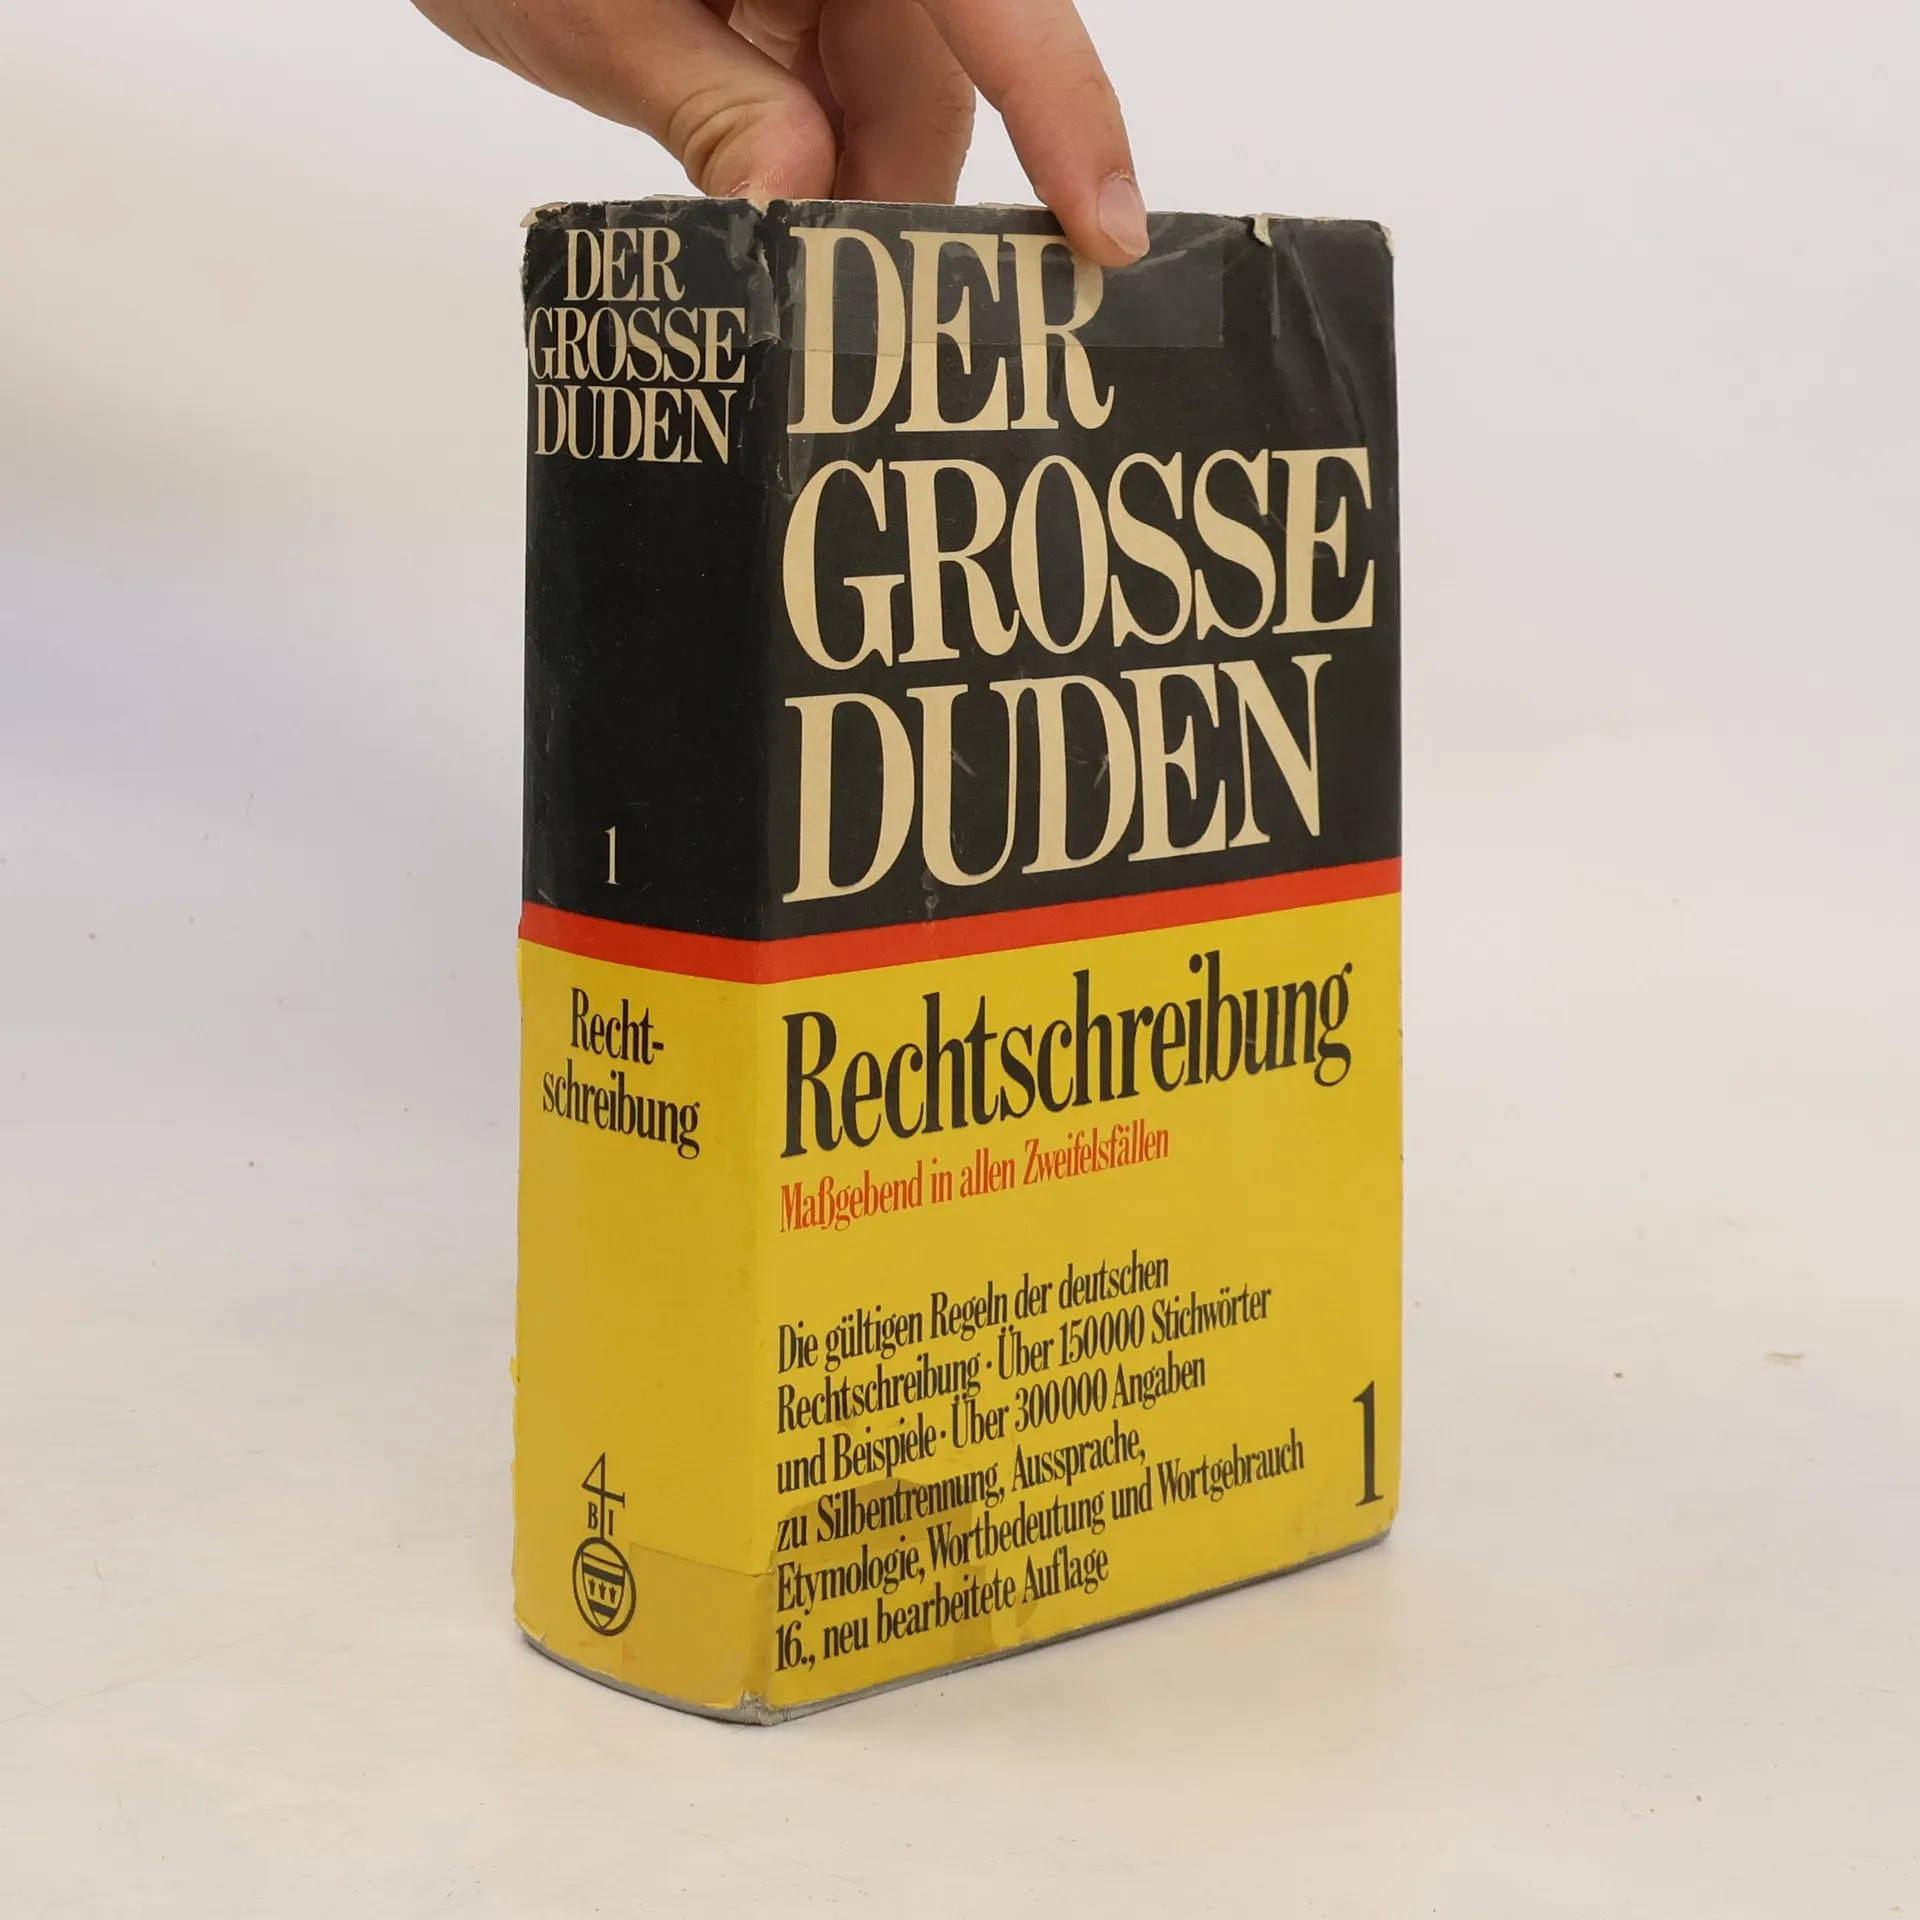 DER
GROSSE
DUDEN
1
Recht-
schreibung
4
B I
DER
GROSSE
DUDEN
Rechtschreibung
Maßgebend in allen Zweifelsfällen
Die gültigen Regeln der deutschen
Rechtschreibung · Über 150000 Stichwörter
und Beispiele · Über 300000 Angaben
zu Silbentrennung, Aussprache,
Etymologie, Wortbedeutung und Wortgebrauch
16., neu bearbeitete Auflage
1